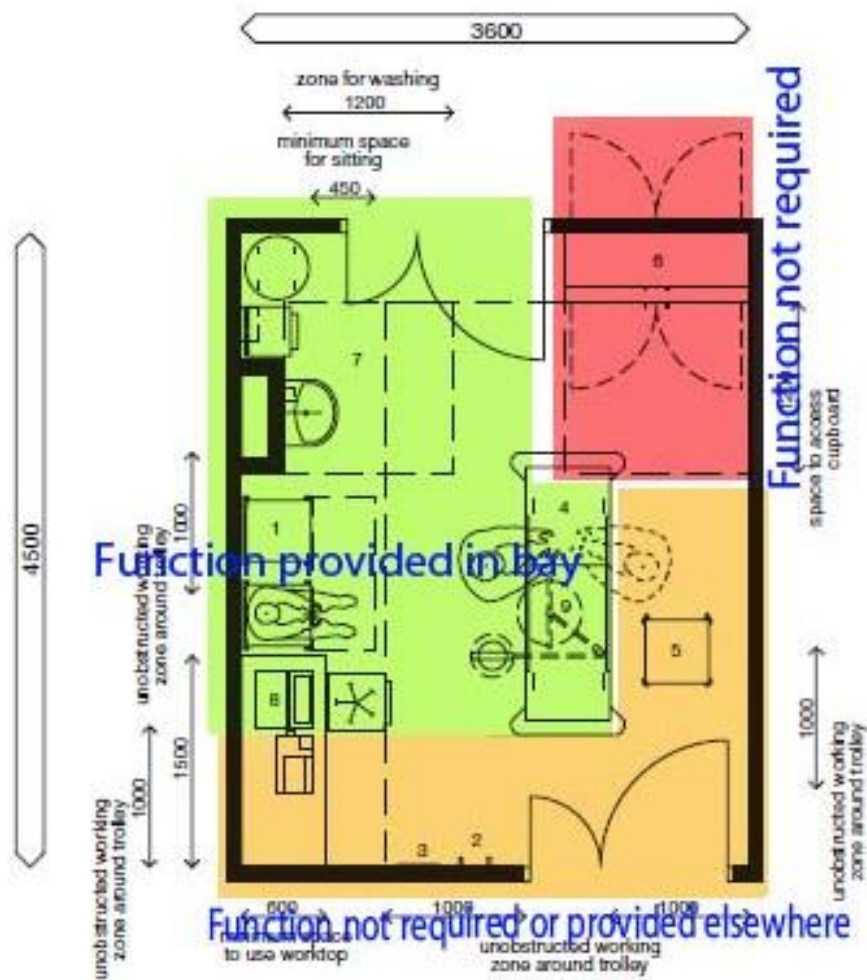 3600
zone for washing
1200
minimum space
for sitting
450
Function not required
6
7
space to access
cupboard
4500
1000
unobstructed working
zone around trolley
1
4
Function provided in bay
5
8
1500
1000
unobstructed working
zone around trolley
1000
unobstructed working
zone around trolley
3
2
600
1000
1000
Function not required or provided elsewhere
minimum space
to use worktop
unobstructed working
zone around trolley